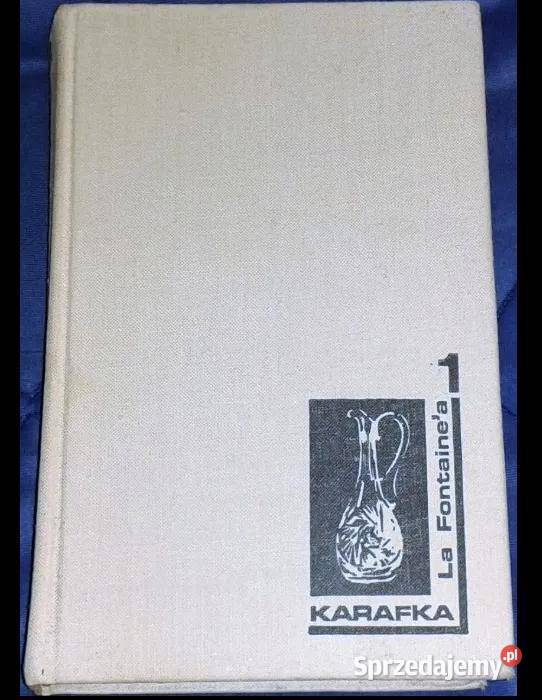 1
La Fontaine'a
KARAFKA
Sprzedajemy.pl